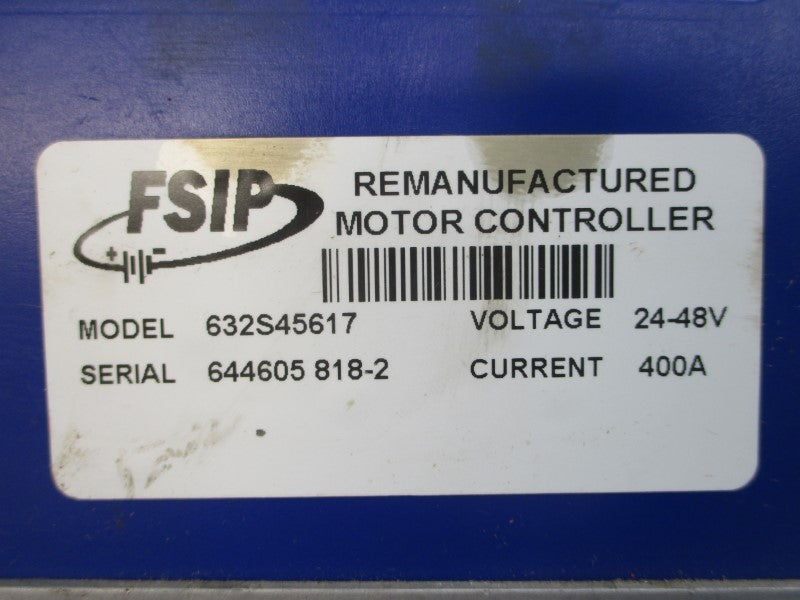 FSIP
REMANUFACTURED
MOTOR CONTROLLER
+ -
MODEL 632S45617 VOLTAGE 24-48V
SERIAL 644605 818-2 CURRENT 400A